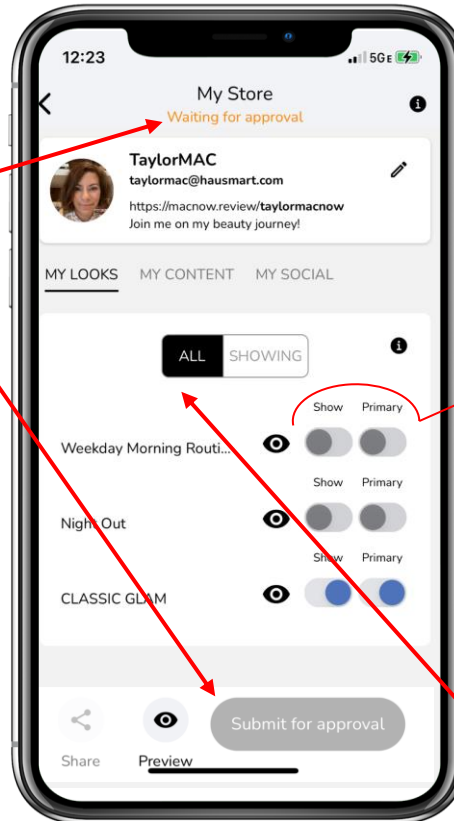 12:23
5G E
My Store
Waiting for approval
TaylorMAC
taylormac@hausmart.com
https://macnow.review/taylormacnow
Join me on my beauty journey!
MY LOOKS MY CONTENT MY SOCIAL
ALL SHOWING
Show Primary
Weekday Morning Routi...
Show Primary
Night Out
Show Primary
CLASSIC GLAM
Submit for approval
Share Preview